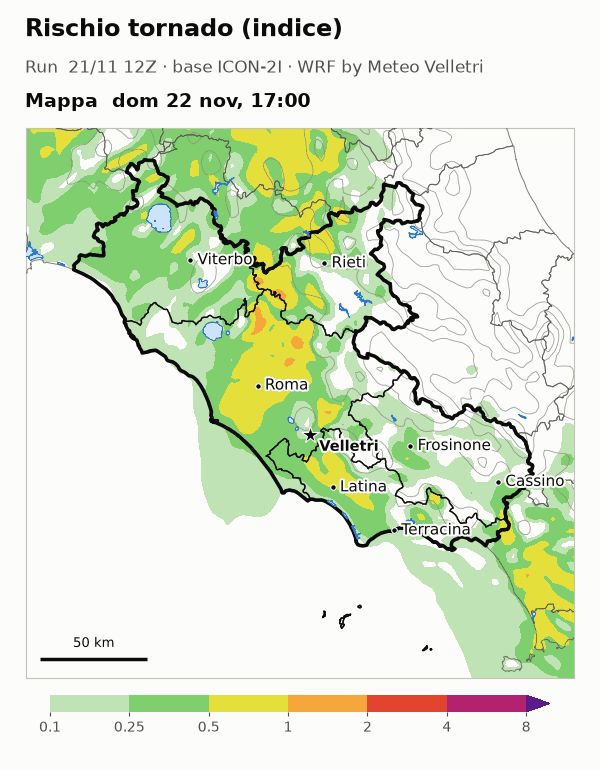 Rischio tornado (indice)
Run  21/11 12Z · base ICON-2I · WRF by Meteo Velletri
Mappa  dom 22 nov, 17:00
Viterbo
Rieti
Roma
Velletri
Frosinone
Latina
Cassino
Terracina
50 km
0.1 0.25 0.5 1 2 4 8